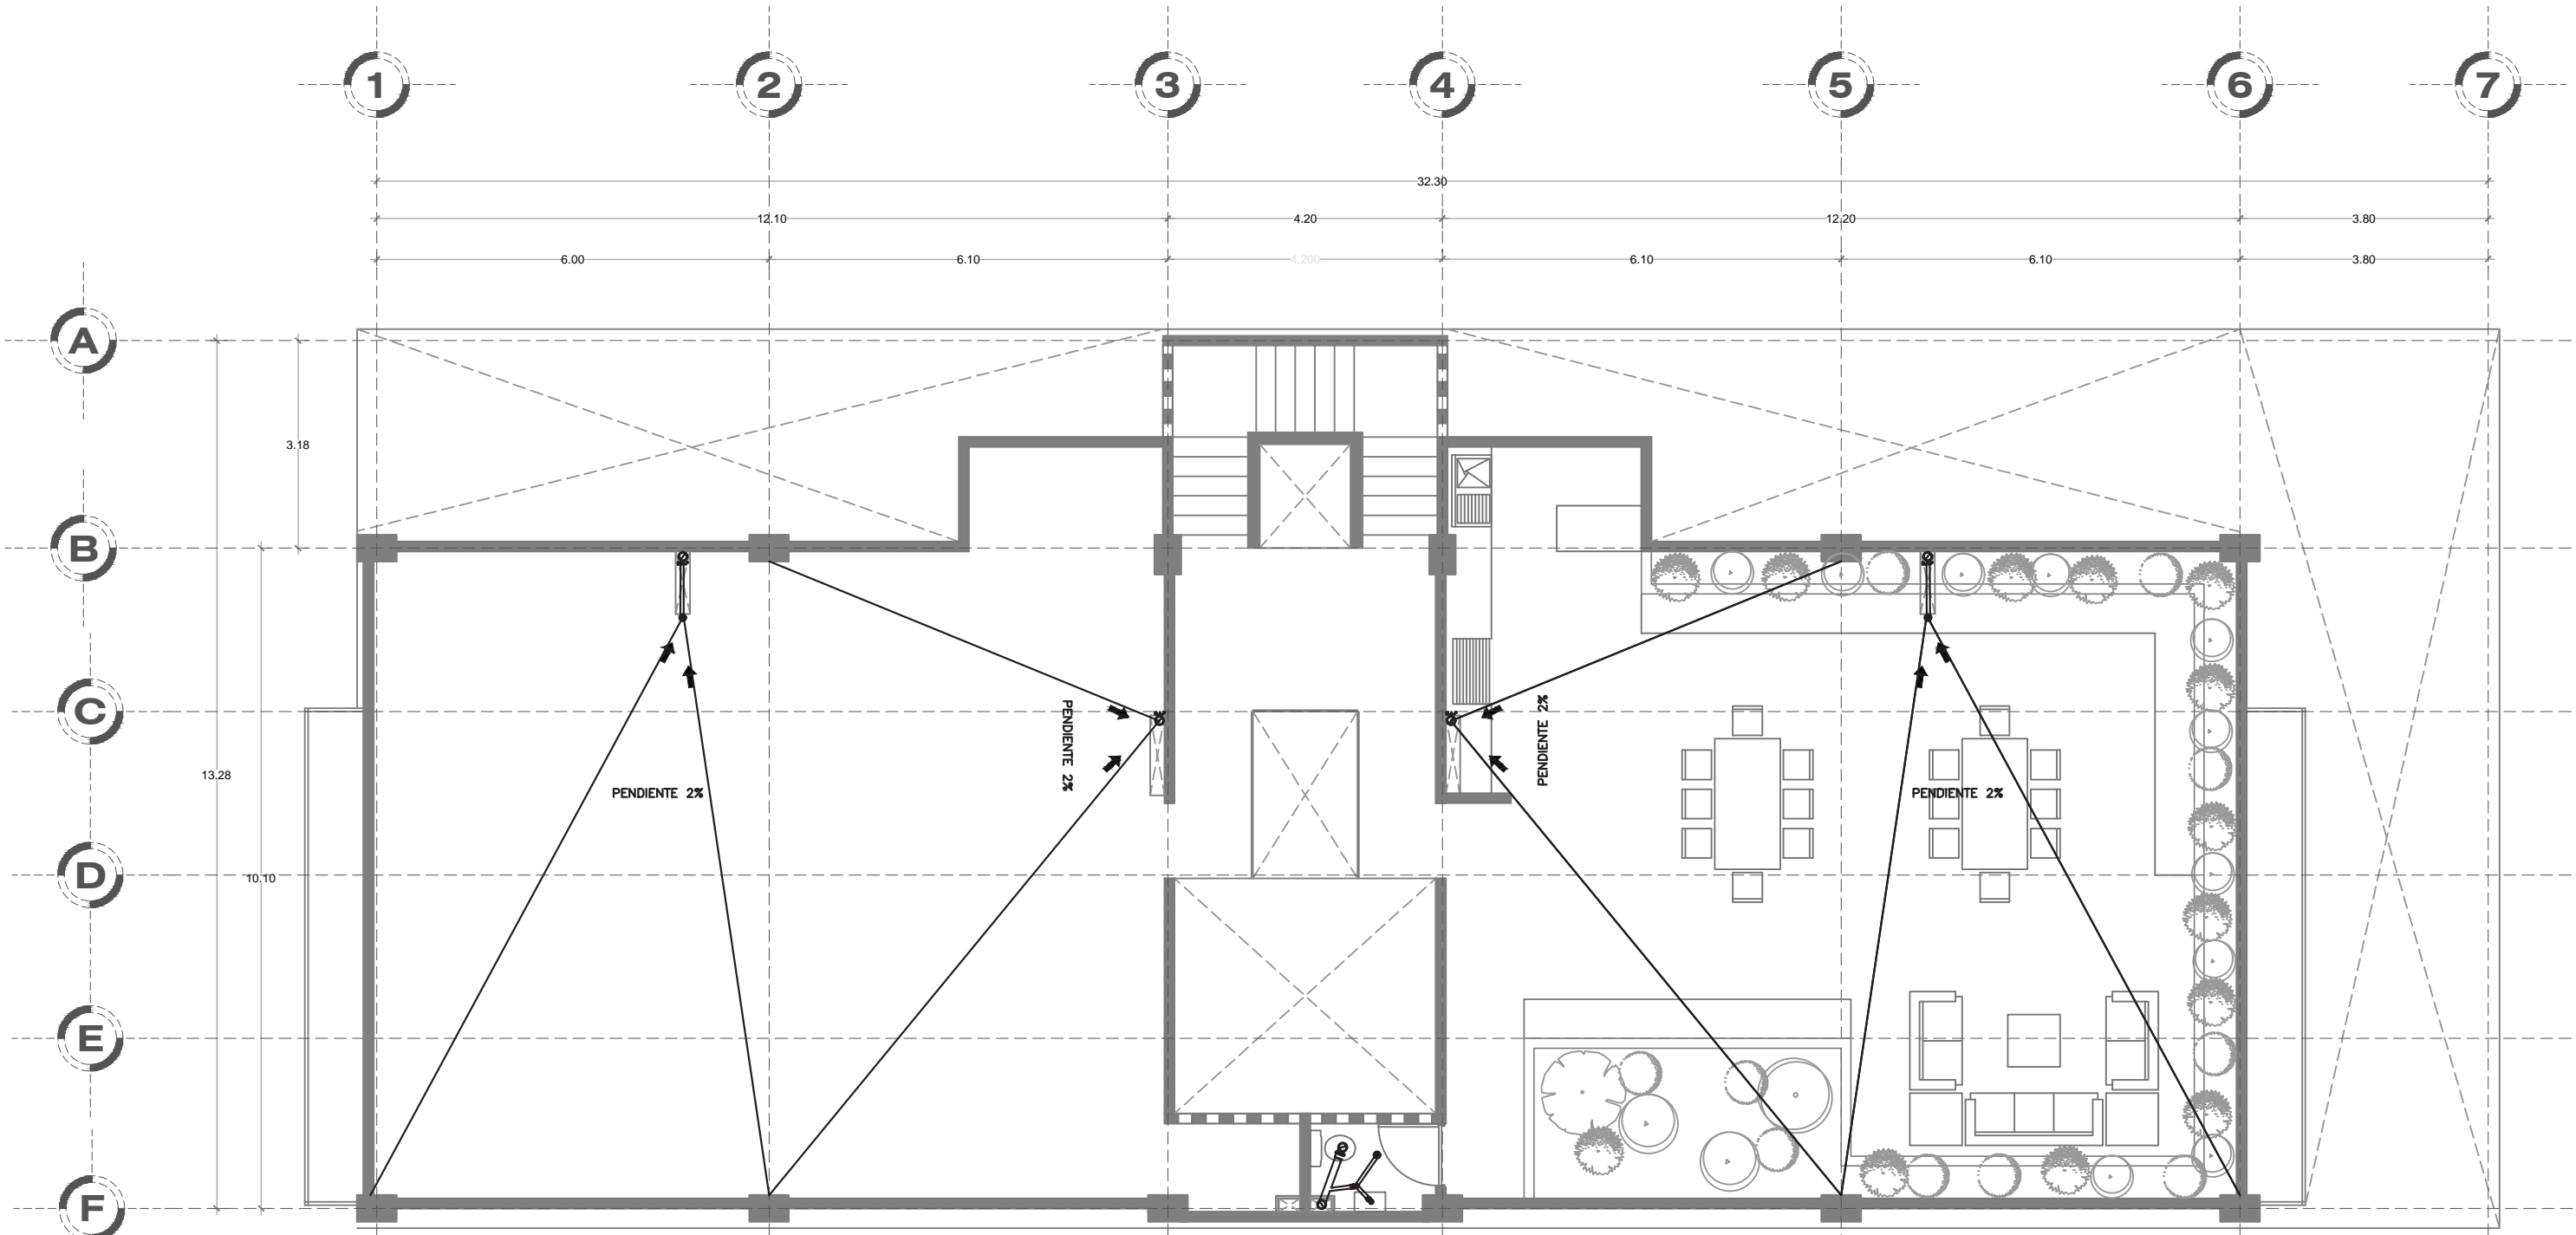 1 2 3 4 5 6 7
32.30
12.10 4.20 12.20 3.80
6.00 6.10 4.200 6.10 6.10 3.80
A
3.18
B
C
PENDIENTE 2%
PENDIENTE 2%
13.28
PENDIENTE 2%
PENDIENTE 2%
D
10.10
E
F